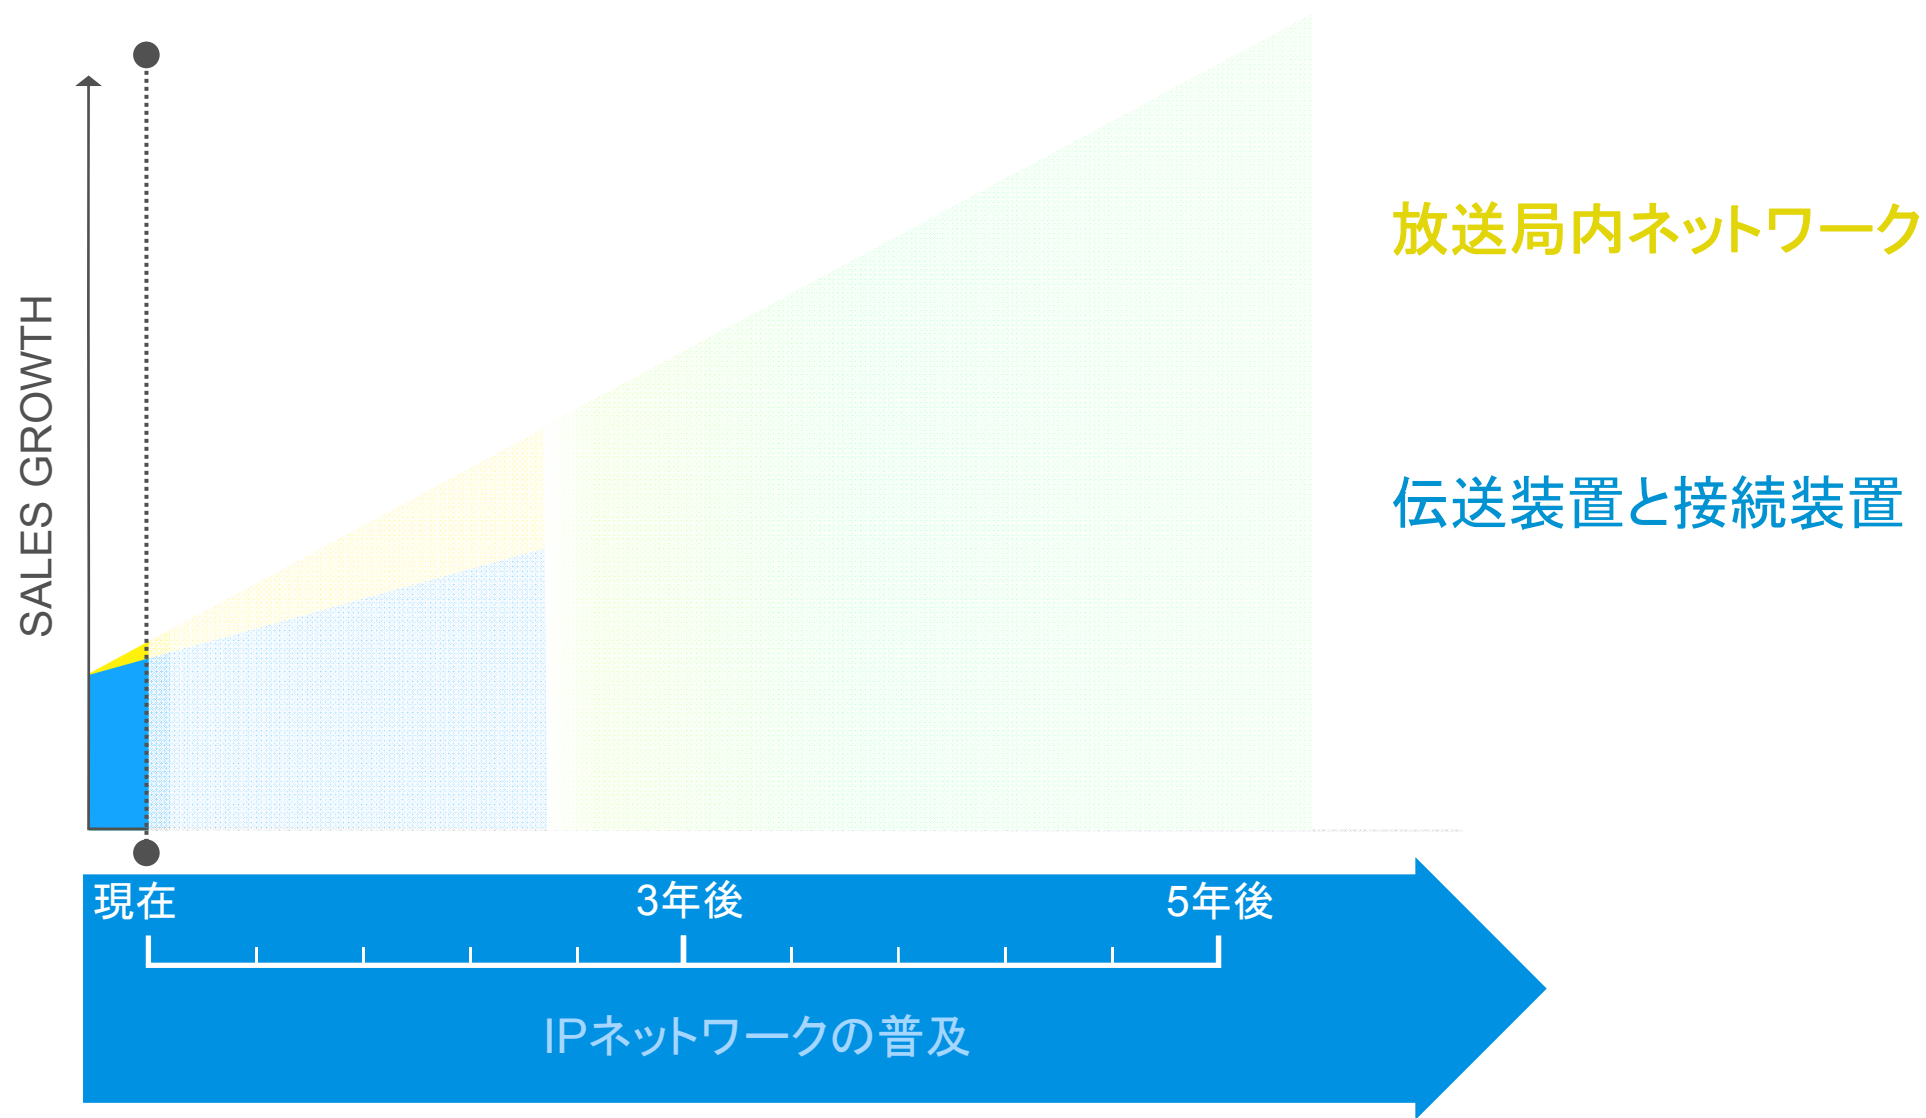 SALES GROWTH
放送局内ネットワーク
伝送装置と接続装置
現在
3年後
5年後
IPネットワークの普及